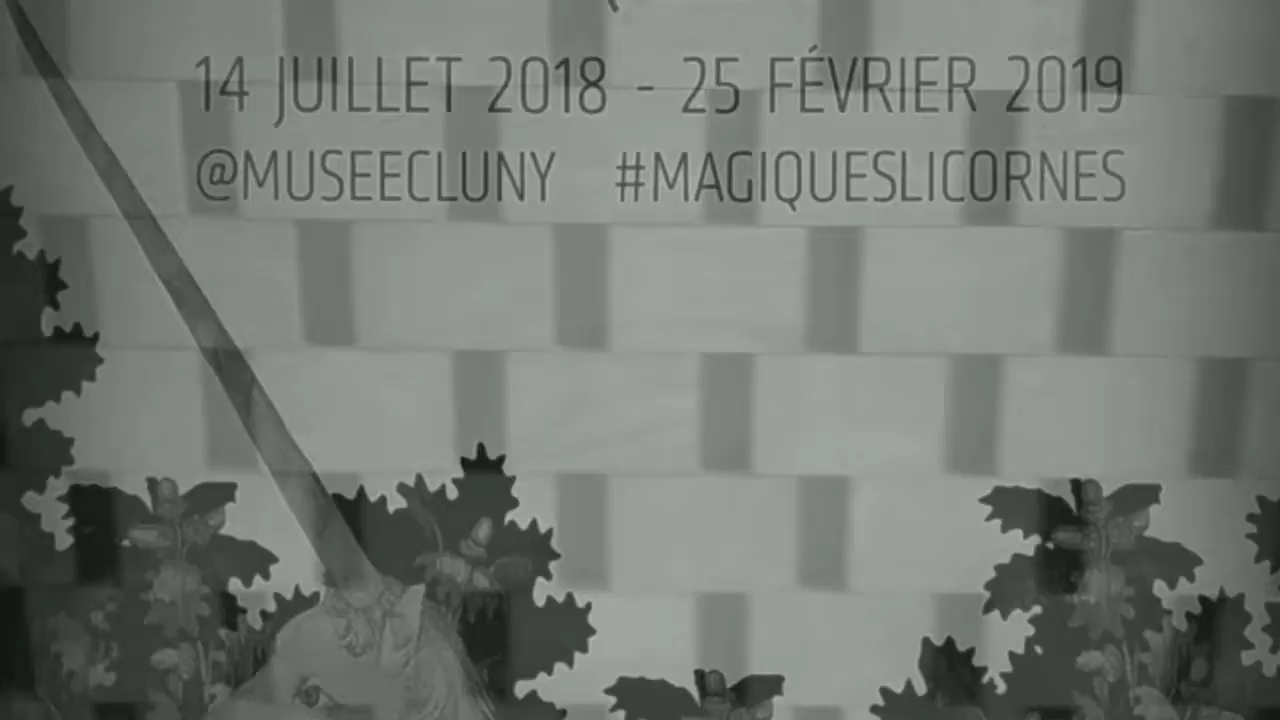 14 JUILLET 2018 - 25 FÉVRIER 2019
@MUSEECLUNY #MAGIQUESLICORNES